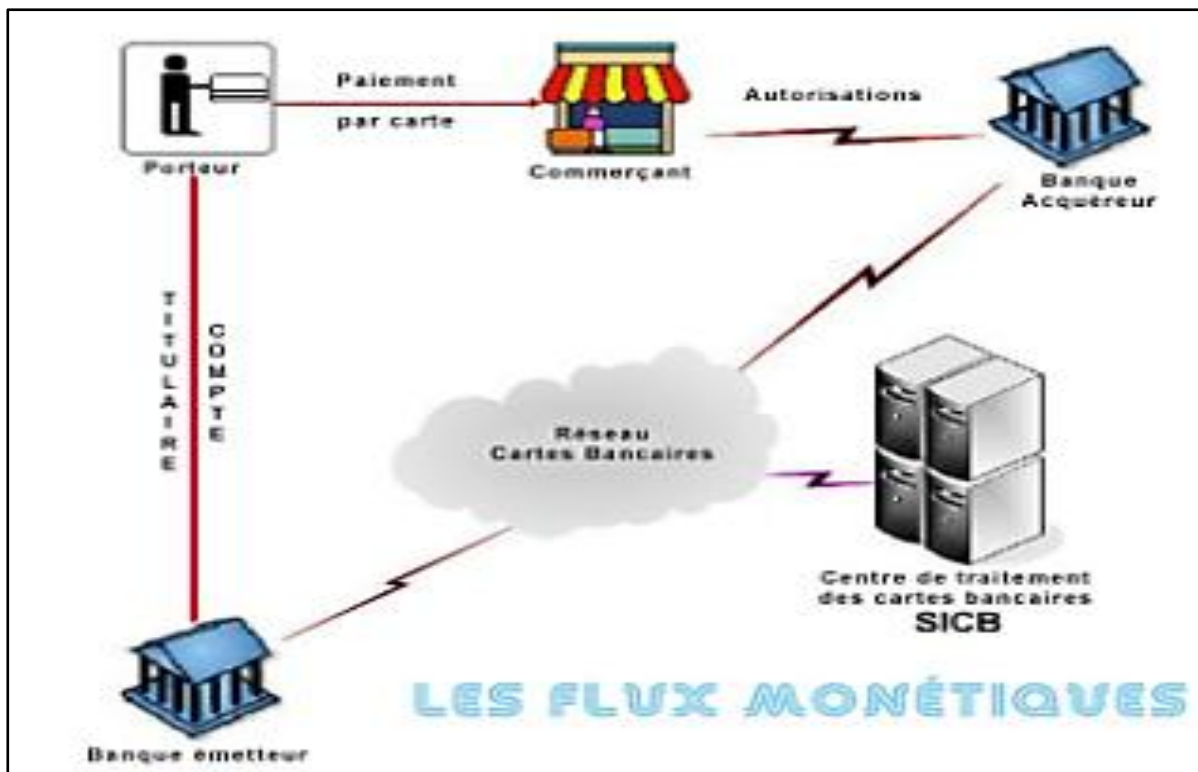 Paiement
par carte
Porteur
Commerçant
Autorisations
Banque
Acquèreur
TITULAIRE
COMPTE
Réseau
Cartes Bancaires
Centre de traitement
des cartes bancaires
SICB
LES FLUX MONÉTIQUES
Banque émetteur